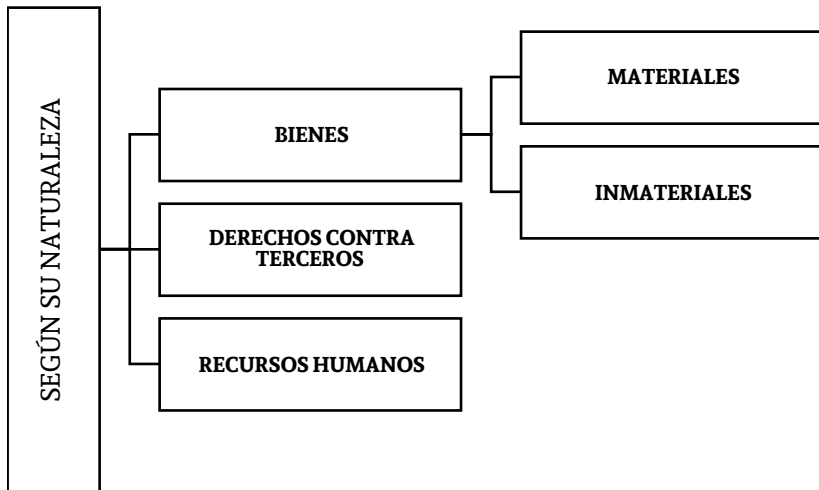 SEGÚN SU NATURALEZA
BIENES
MATERIALES
INMATERIALES
DERECHOS CONTRA
TERCEROS
RECURSOS HUMANOS